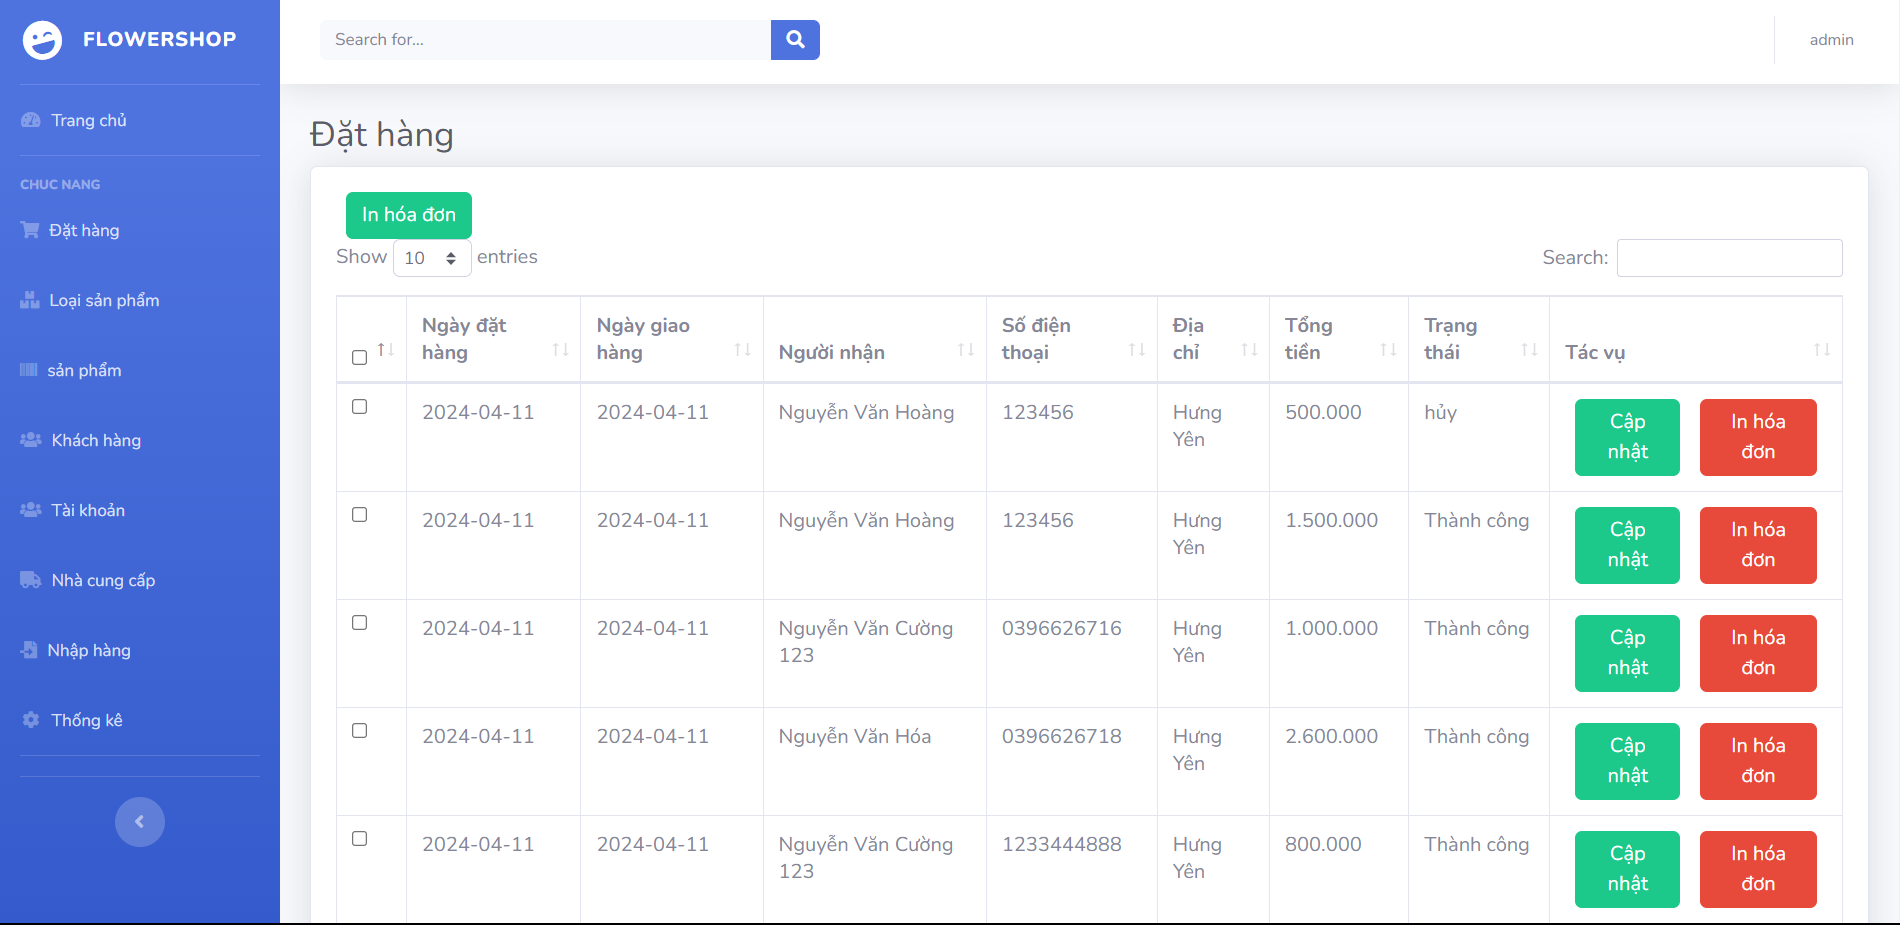 FLOWERSHOP
Trang chủ
CHUC NANG
Đặt hàng
Loại sản phẩm
sản phẩm
Khách hàng
Tài khoản
Nhà cung cấp
Nhập hàng
Thống kê
Search for...
admin
Đặt hàng
In hóa đơn
Show 10 entries
Search:
Ngày đặt hàng
Ngày giao hàng
Người nhận
Số điện thoại
Địa chỉ
Tổng tiền
Trạng thái
Tác vụ
2024-04-11 2024-04-11 Nguyễn Văn Hoàng 123456 Hưng Yên 500.000 hủy Cập nhật In hóa đơn
2024-04-11 2024-04-11 Nguyễn Văn Hoàng 123456 Hưng Yên 1.500.000 Thành công Cập nhật In hóa đơn
2024-04-11 2024-04-11 Nguyễn Văn Cường 123 0396626716 Hưng Yên 1.000.000 Thành công Cập nhật In hóa đơn
2024-04-11 2024-04-11 Nguyễn Văn Hóa 0396626718 Hưng Yên 2.600.000 Thành công Cập nhật In hóa đơn
2024-04-11 2024-04-11 Nguyễn Văn Cường 123 1233444888 Hưng Yên 800.000 Thành công Cập nhật In hóa đơn